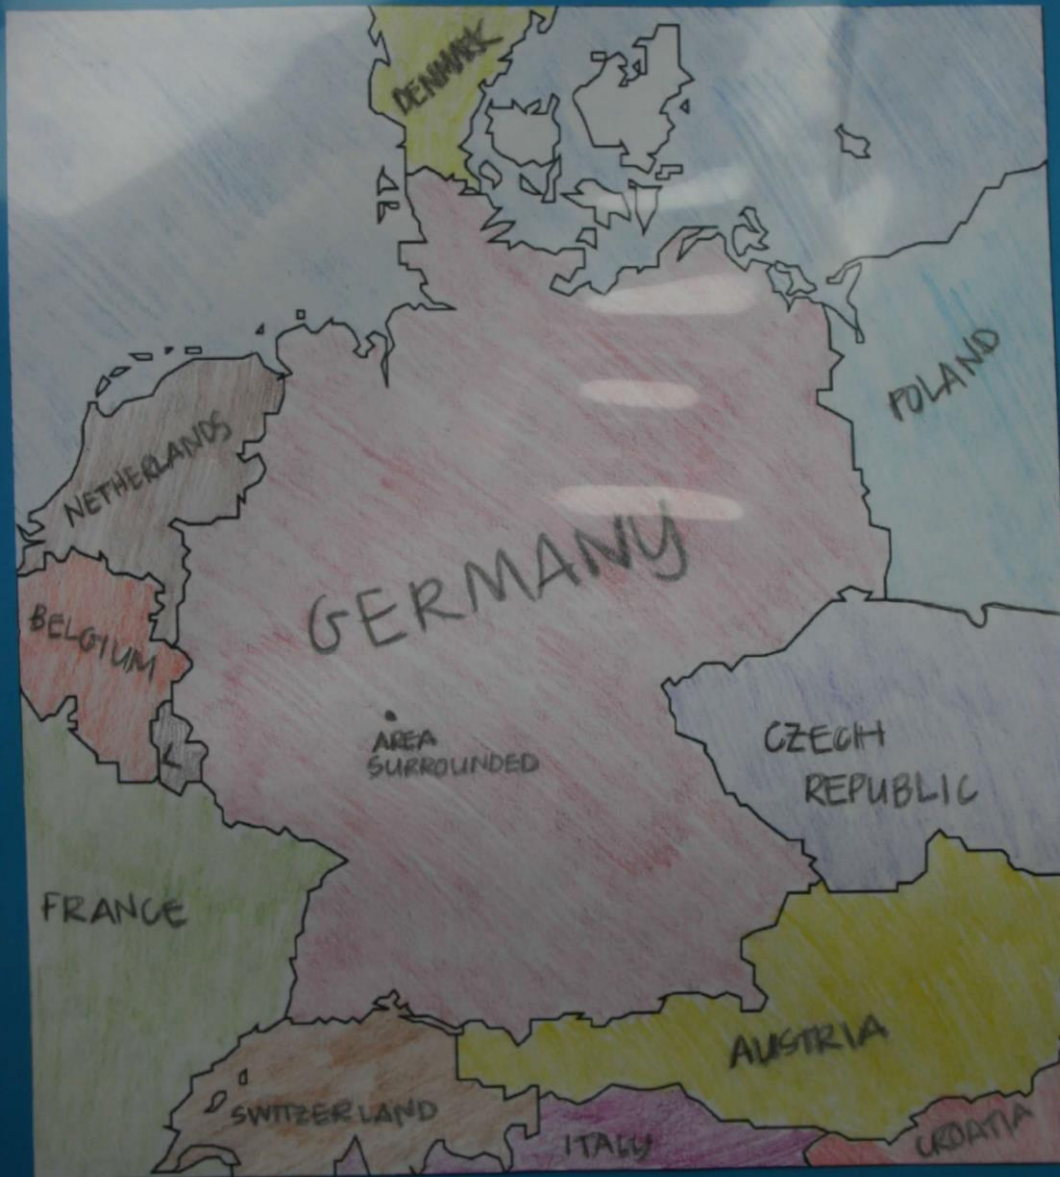 DENMARK
POLAND
NETHERLANDS
GERMANY
BELGIUM
L
AREA
SURROUNDED
CZECH
REPUBLIC
FRANCE
AUSTRIA
SWITZERLAND
ITALY
CROATIA